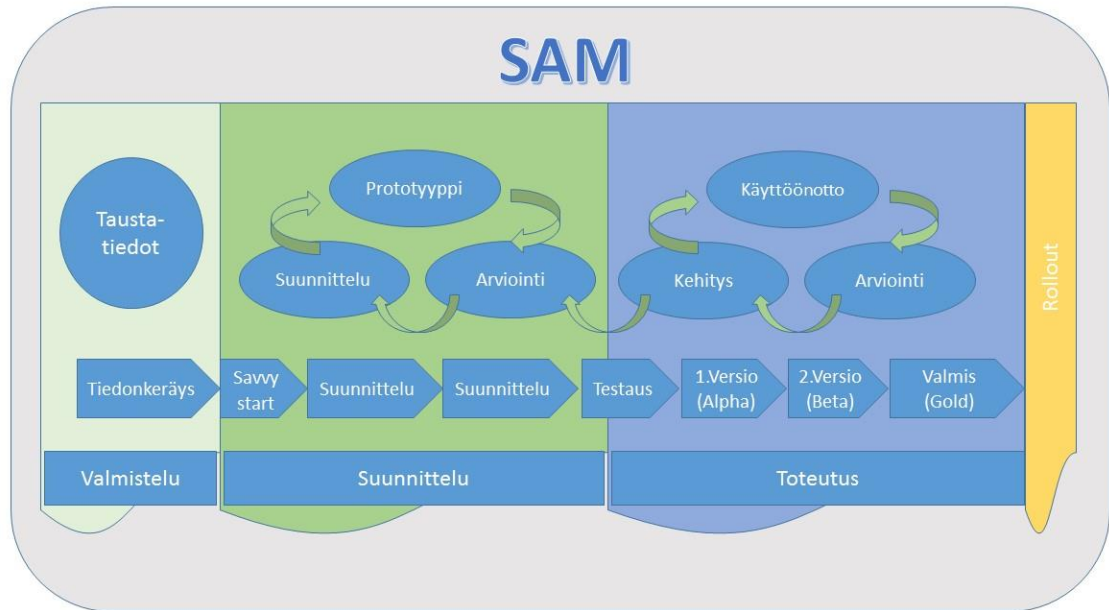 SAM
Tausta-
tiedot
Prototyyppi
Suunnittelu
Arviointi
Käyttöönotto
Kehitys
Arviointi
Rollout
Tiedonkeräys
Savvy
start
Suunnittelu
Suunnittelu
Testaus
1.Versio
(Alpha)
2.Versio
(Beta)
Valmis
(Gold)
Valmistelu
Suunnittelu
Toteutus